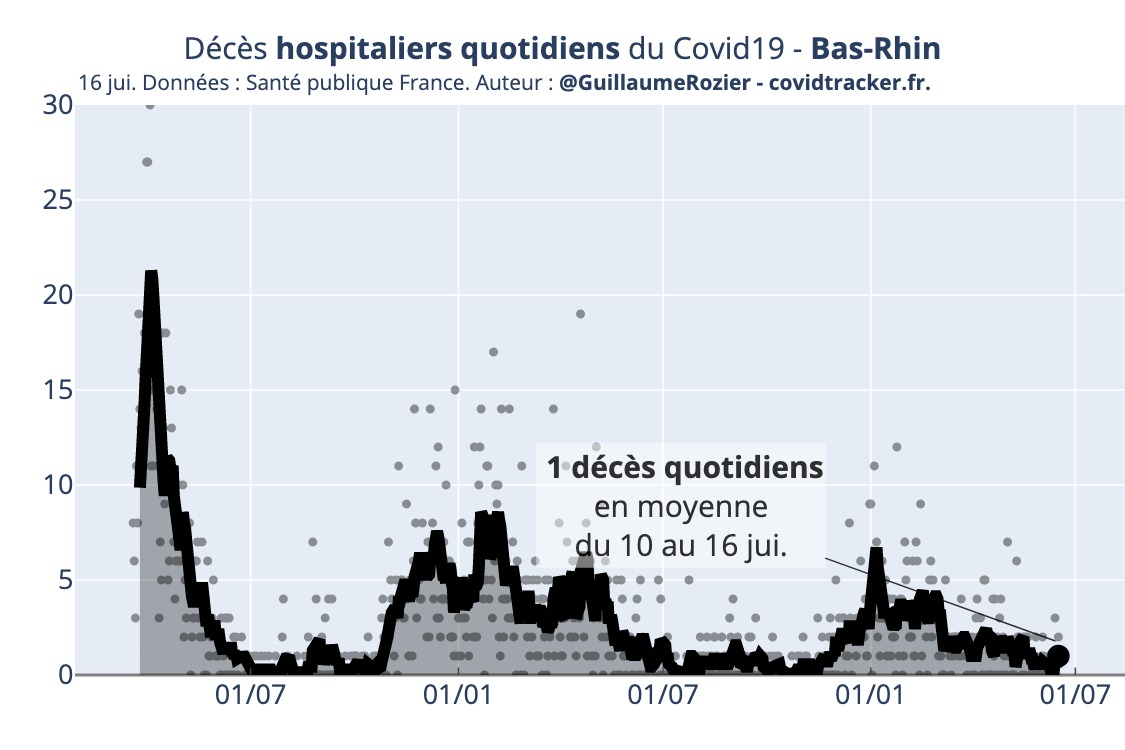 Décès hospitaliers quotidiens du Covid19 - Bas-Rhin
16 jui. Données : Santé publique France. Auteur : @GuillaumeRozier - covidtracker.fr.
30
25
20
15
10
5
0
1 décès quotidiens
en moyenne
du 10 au 16 jui.
01/07 01/01 01/07 01/01 01/07